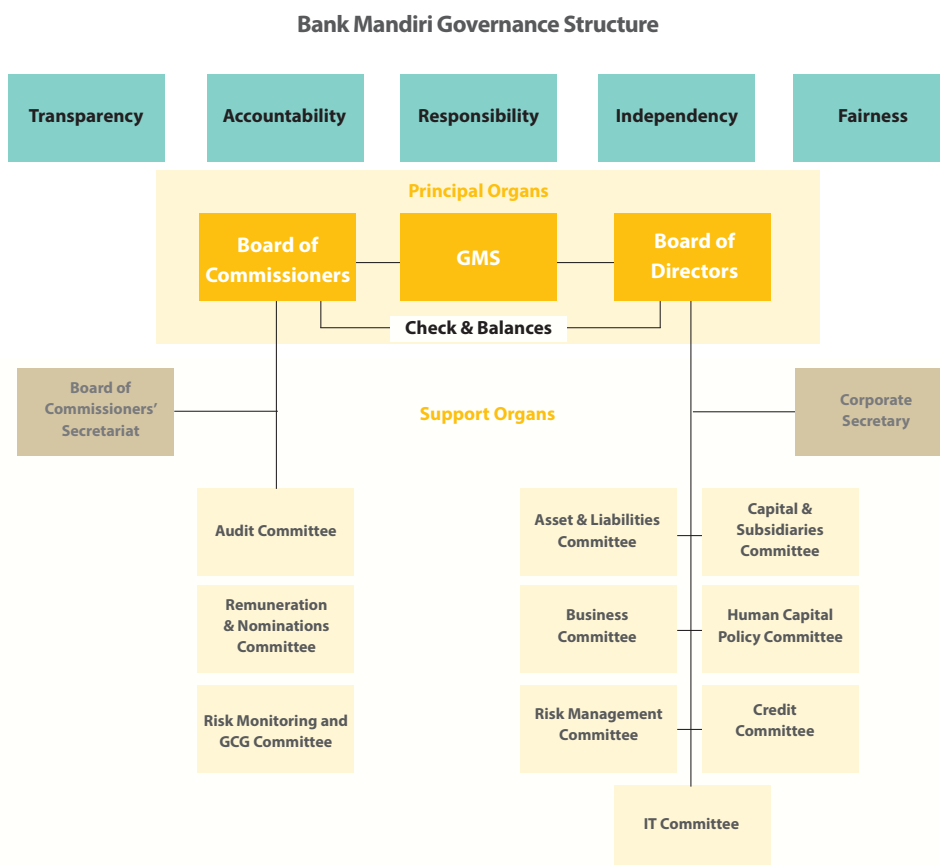 Bank Mandiri Governance Structure
Transparency
Accountability
Responsibility
Independency
Fairness
Principal Organs
Board of
Commissioners
GMS
Board of
Directors
Check & Balances
Board of
Commissioners’
Secretariat
Support Organs
Corporate
Secretary
Audit Committee
Remuneration
& Nominations
Committee
Risk Monitoring and
GCG Committee
Asset & Liabilities
Committee
Capital &
Subsidiaries
Committee
Business
Committee
Human Capital
Policy Committee
Risk Management
Committee
Credit
Committee
IT Committee